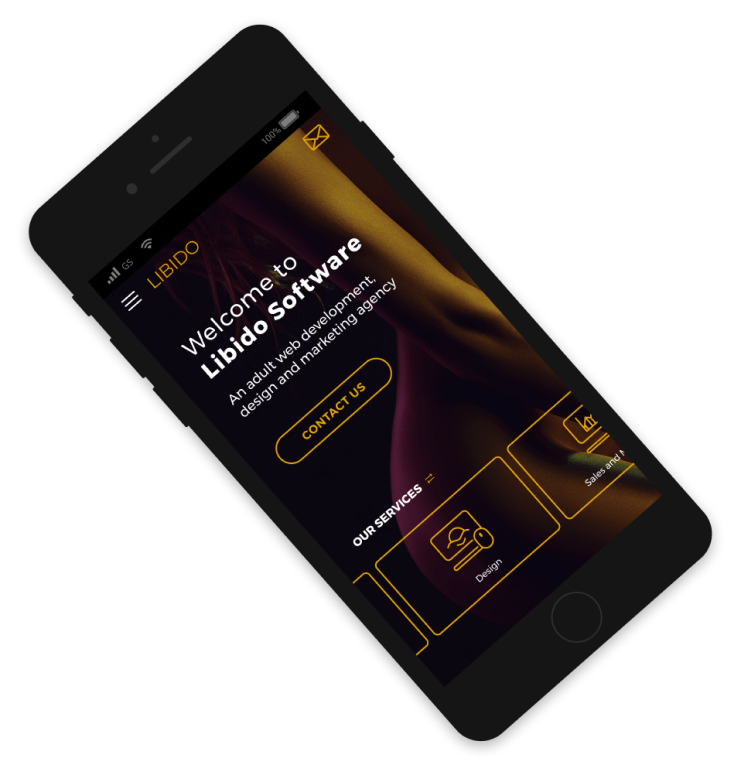 GS
100%
LIBIDO
Welcome to
Libido Software
An adult web development,
design and marketing agency
CONTACT US
OUR SERVICES
Design
Sales and